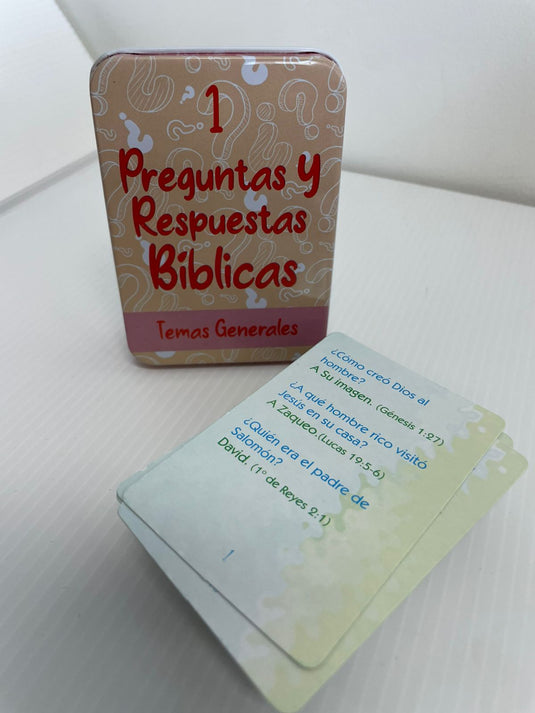 1
Preguntas y
Respuestas
Bíblicas
Temas Generales
¿Cómo creó Dios al
hombre?
A Su imagen. (Génesis 1:27)
¿A qué hombre rico visitó
Jesús en su casa?
A Zaqueo.(Lucas 19:5-6)
¿Quién era el padre de
Salomón?
David. (1° de Reyes 2:1)
1